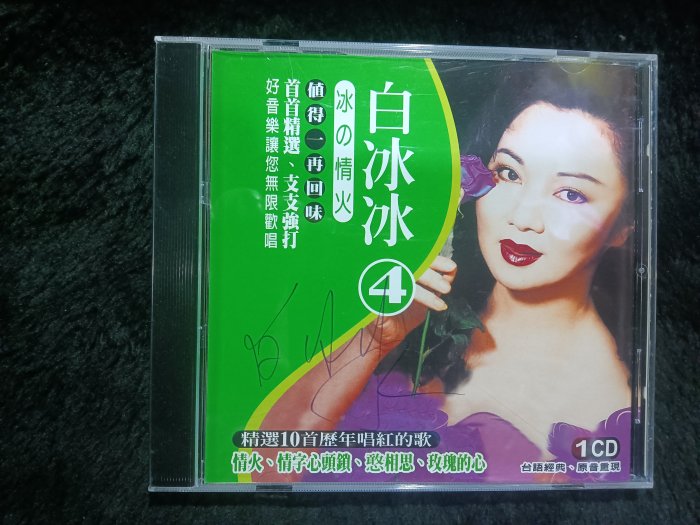 白冰冰
④
冰の情火
值得一再回味
首首精選、支支強打
好音樂讓您無限歡唱
精選10首歷年唱紅的歌
情火、情字心頭鎖、憨相思、玫瑰的心
1CD
台語經典、原音重現